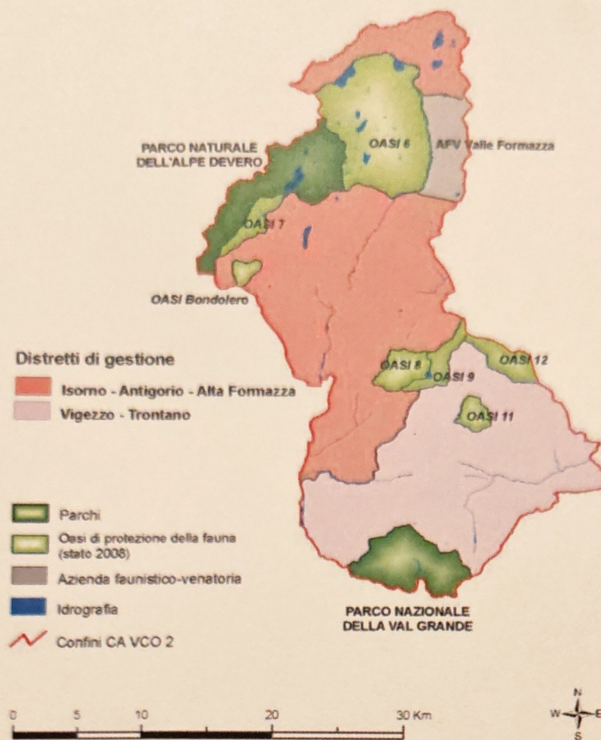 PARCO NATURALE
DELL'ALPE DEVERO
OASI 6
AFV Valle Formazza
OASI 7
OASI Bondolero
Distretti di gestione
Isorno - Antigorio - Alta Formazza
Vigezzo - Trontano
OASI 8
OASI 9
OASI 12
OASI 11
Parchi
Oasi di protezione della fauna
(stato 2008)
Azienda faunistico-venatoria
Idrografia
Confini CA VCO 2
PARCO NAZIONALE
DELLA VAL GRANDE
0 5 10 20 30 Km
N
W E
S